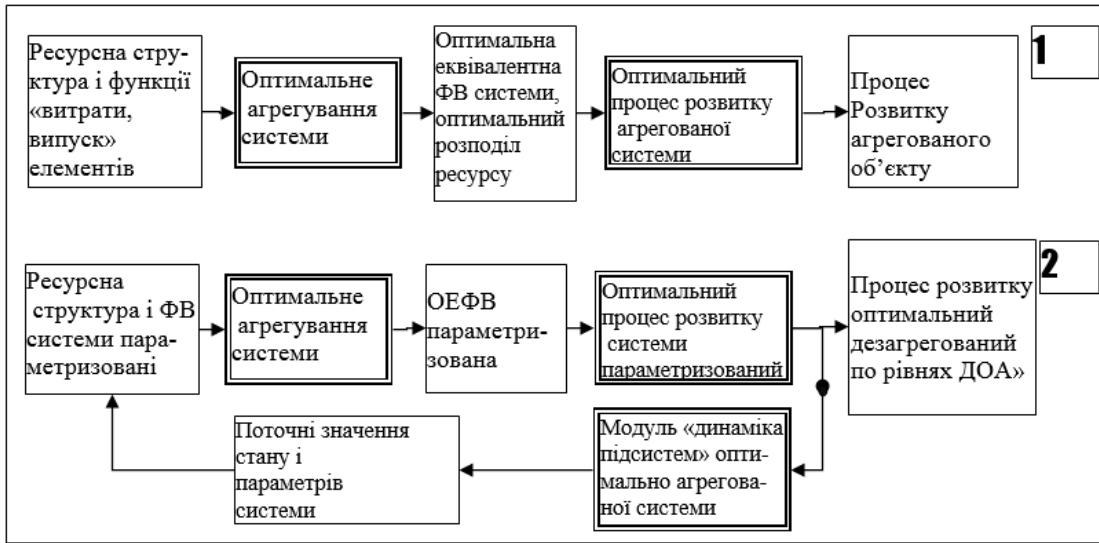 Ресурсна стру-
ктура і функції
«витрати,
випуск»
елементів
Оптимальне
агрегування
системи
Оптимальна
еквівалентна
ФВ системи,
оптимальний
розподіл
ресурсу
Оптимальний
процес розвитку
агрегованої
системи
Процес
Розвитку
агрегованого
об’єкту
1
Ресурсна
структура і ФВ
системи пара-
метризовані
Оптимальне
агрегування
системи
ОЕФВ
параметри-
зована
Оптимальний
процес розвитку
системи
параметризований
Процес розвитку
оптимальний
дезагрегований
по рівнях ДОА»
2
Поточні значення
стану і
параметрів
системи
Модуль «динаміка
підсистем» опти-
мально агрегова-
ної системи